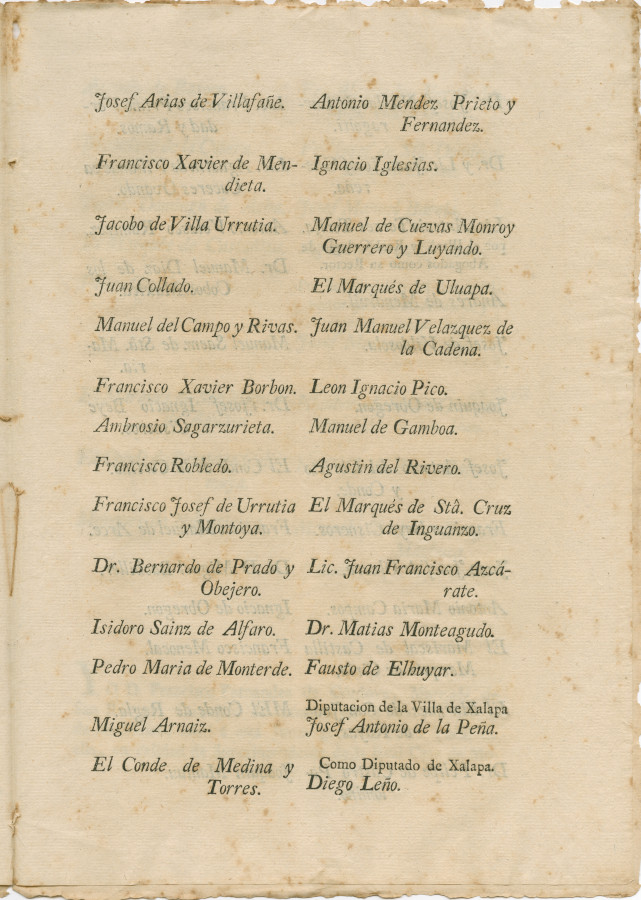 Josef Arias de Villafañe.
Francisco Xavier de Men-
dieta.
Jacobo de Villa Urrutia.
Juan Collado.
Manuel del Campo y Rivas.
Francisco Xavier Borbon.
Ambrosio Sagarzurieta.
Francisco Robledo.
Francisco Josef de Urrutia
y Montoya.
Dr. Bernardo de Prado y
Obejero.
Isidoro Sainz de Alfaro.
Pedro Maria de Monterde.
Miguel Arnaiz.
El Conde de Medina y
Torres.
Antonio Mendez Prieto y
Fernandez.
Ignacio Iglesias.
Manuel de Cuevas Monroy
Guerrero y Luyando.
El Marqués de Uluapa.
Juan Manuel Velazquez de
la Cadena.
Leon Ignacio Pico.
Manuel de Gamboa.
Agustin del Rivero.
El Marqués de Stâ. Cruz
de Inguanzo.
Lic. Juan Francisco Azcá-
rate.
Dr. Matias Monteagudo.
Fausto de Elhuyar.
Diputacion de la Villa de Xalapa
Josef Antonio de la Peña.
Como Diputado de Xalapa.
Diego Leño.